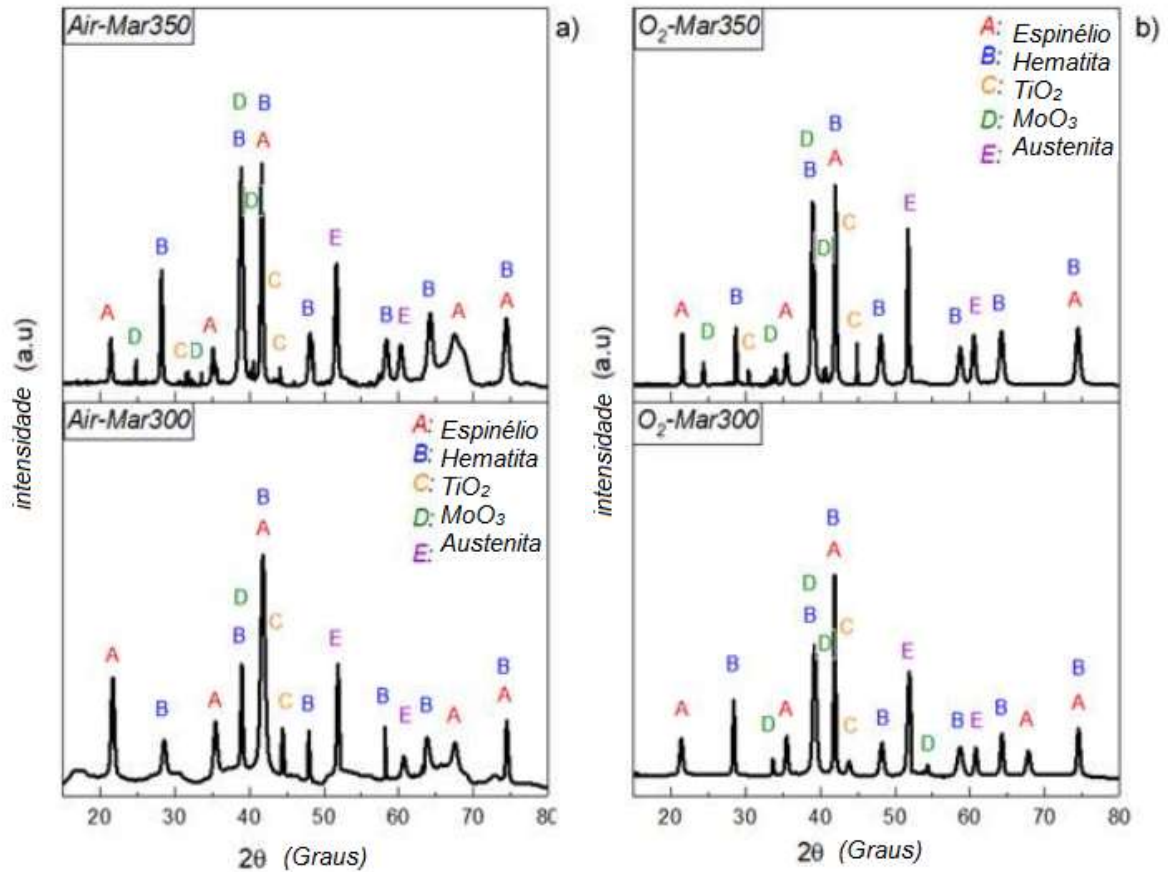 Air-Mar350
a)
D B
B A
D
B
E
C
A
D
C D
A
C
B
B
E
B
A
B
A
Air-Mar300
A: Espinélio
B: Hematita
C: TiO₂
D: MoO₃
E: Austenita
B
A
D
B
C
A
B
A
C
B
E
B
E
B
A
B
A
20 30 40 50 60 70 80
2θ (Graus)
intensidade (a.u)
O₂-Mar350
b)
A: Espinélio
B: Hematita
C: TiO₂
D: MoO₃
E: Austenita
B
D
A
B
C
D
E
A
D
B
C
D
A
C
B
B
E
B
B
A
O₂-Mar300
B
A
D
B
D
C
B
A
D
A
C
B
E
D
B
E
B
A
B
A
20 30 40 50 60 70 80
2θ (Graus)
intensidade (a.u)